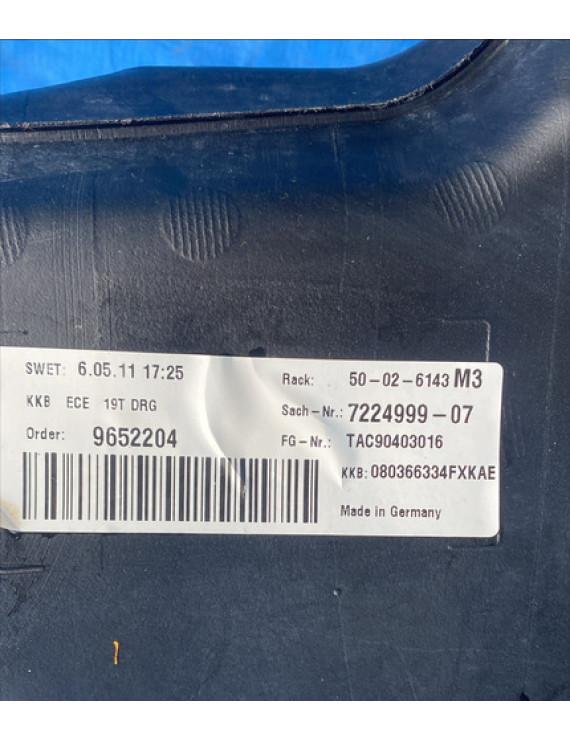 SWET: 6.05.11 17:25
KKB ECE 19T DRG
Order: 9652204
Rack: 50-02-6143 M3
Sach-Nr.: 7224999-07
FG-Nr.: TAC90403016
KKB: 080366334FXKAE
Made in Germany